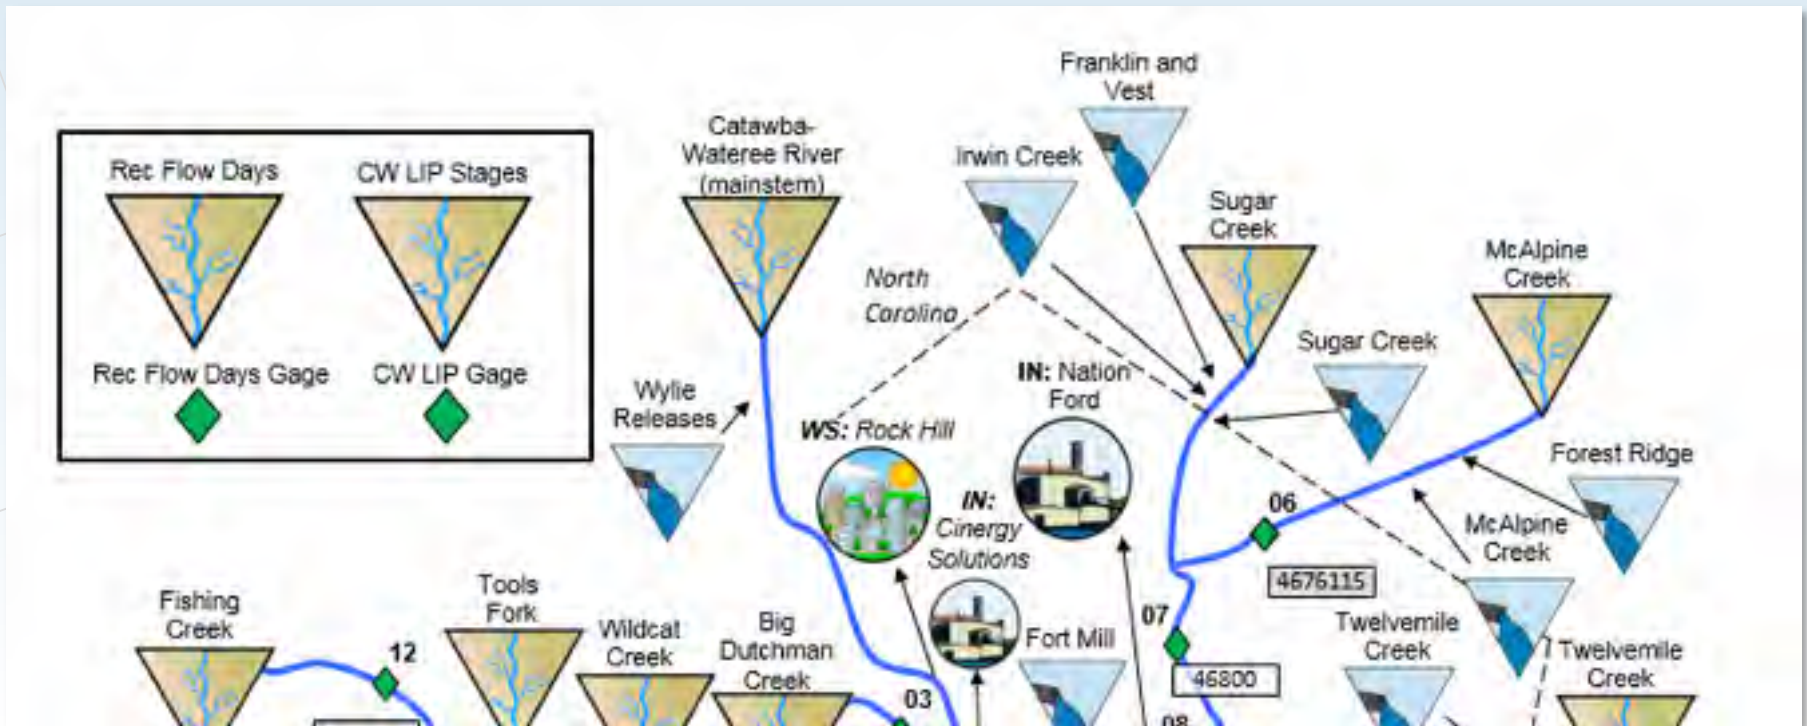 Franklin and
Vest
Catawba-
Wateree River
(mainstem)
Irwin Creek
Rec Flow Days
CW LIP Stages
Sugar
Creek
McAlpine
Creek
North
Carolina
Sugar Creek
Rec Flow Days Gage
CW LIP Gage
Wylie
Releases
IN: Nation
Ford
WS: Rock Hill
Forest Ridge
IN:
Cinergy
Solutions
06
McAlpine
Creek
4676115
Fishing
Creek
Tools
Fork
12
Wildcat
Creek
Big
Dutchman
Creek
Fort Mill
07
Twelvemile
Creek
Twelvemile
Creek
46800
03
08